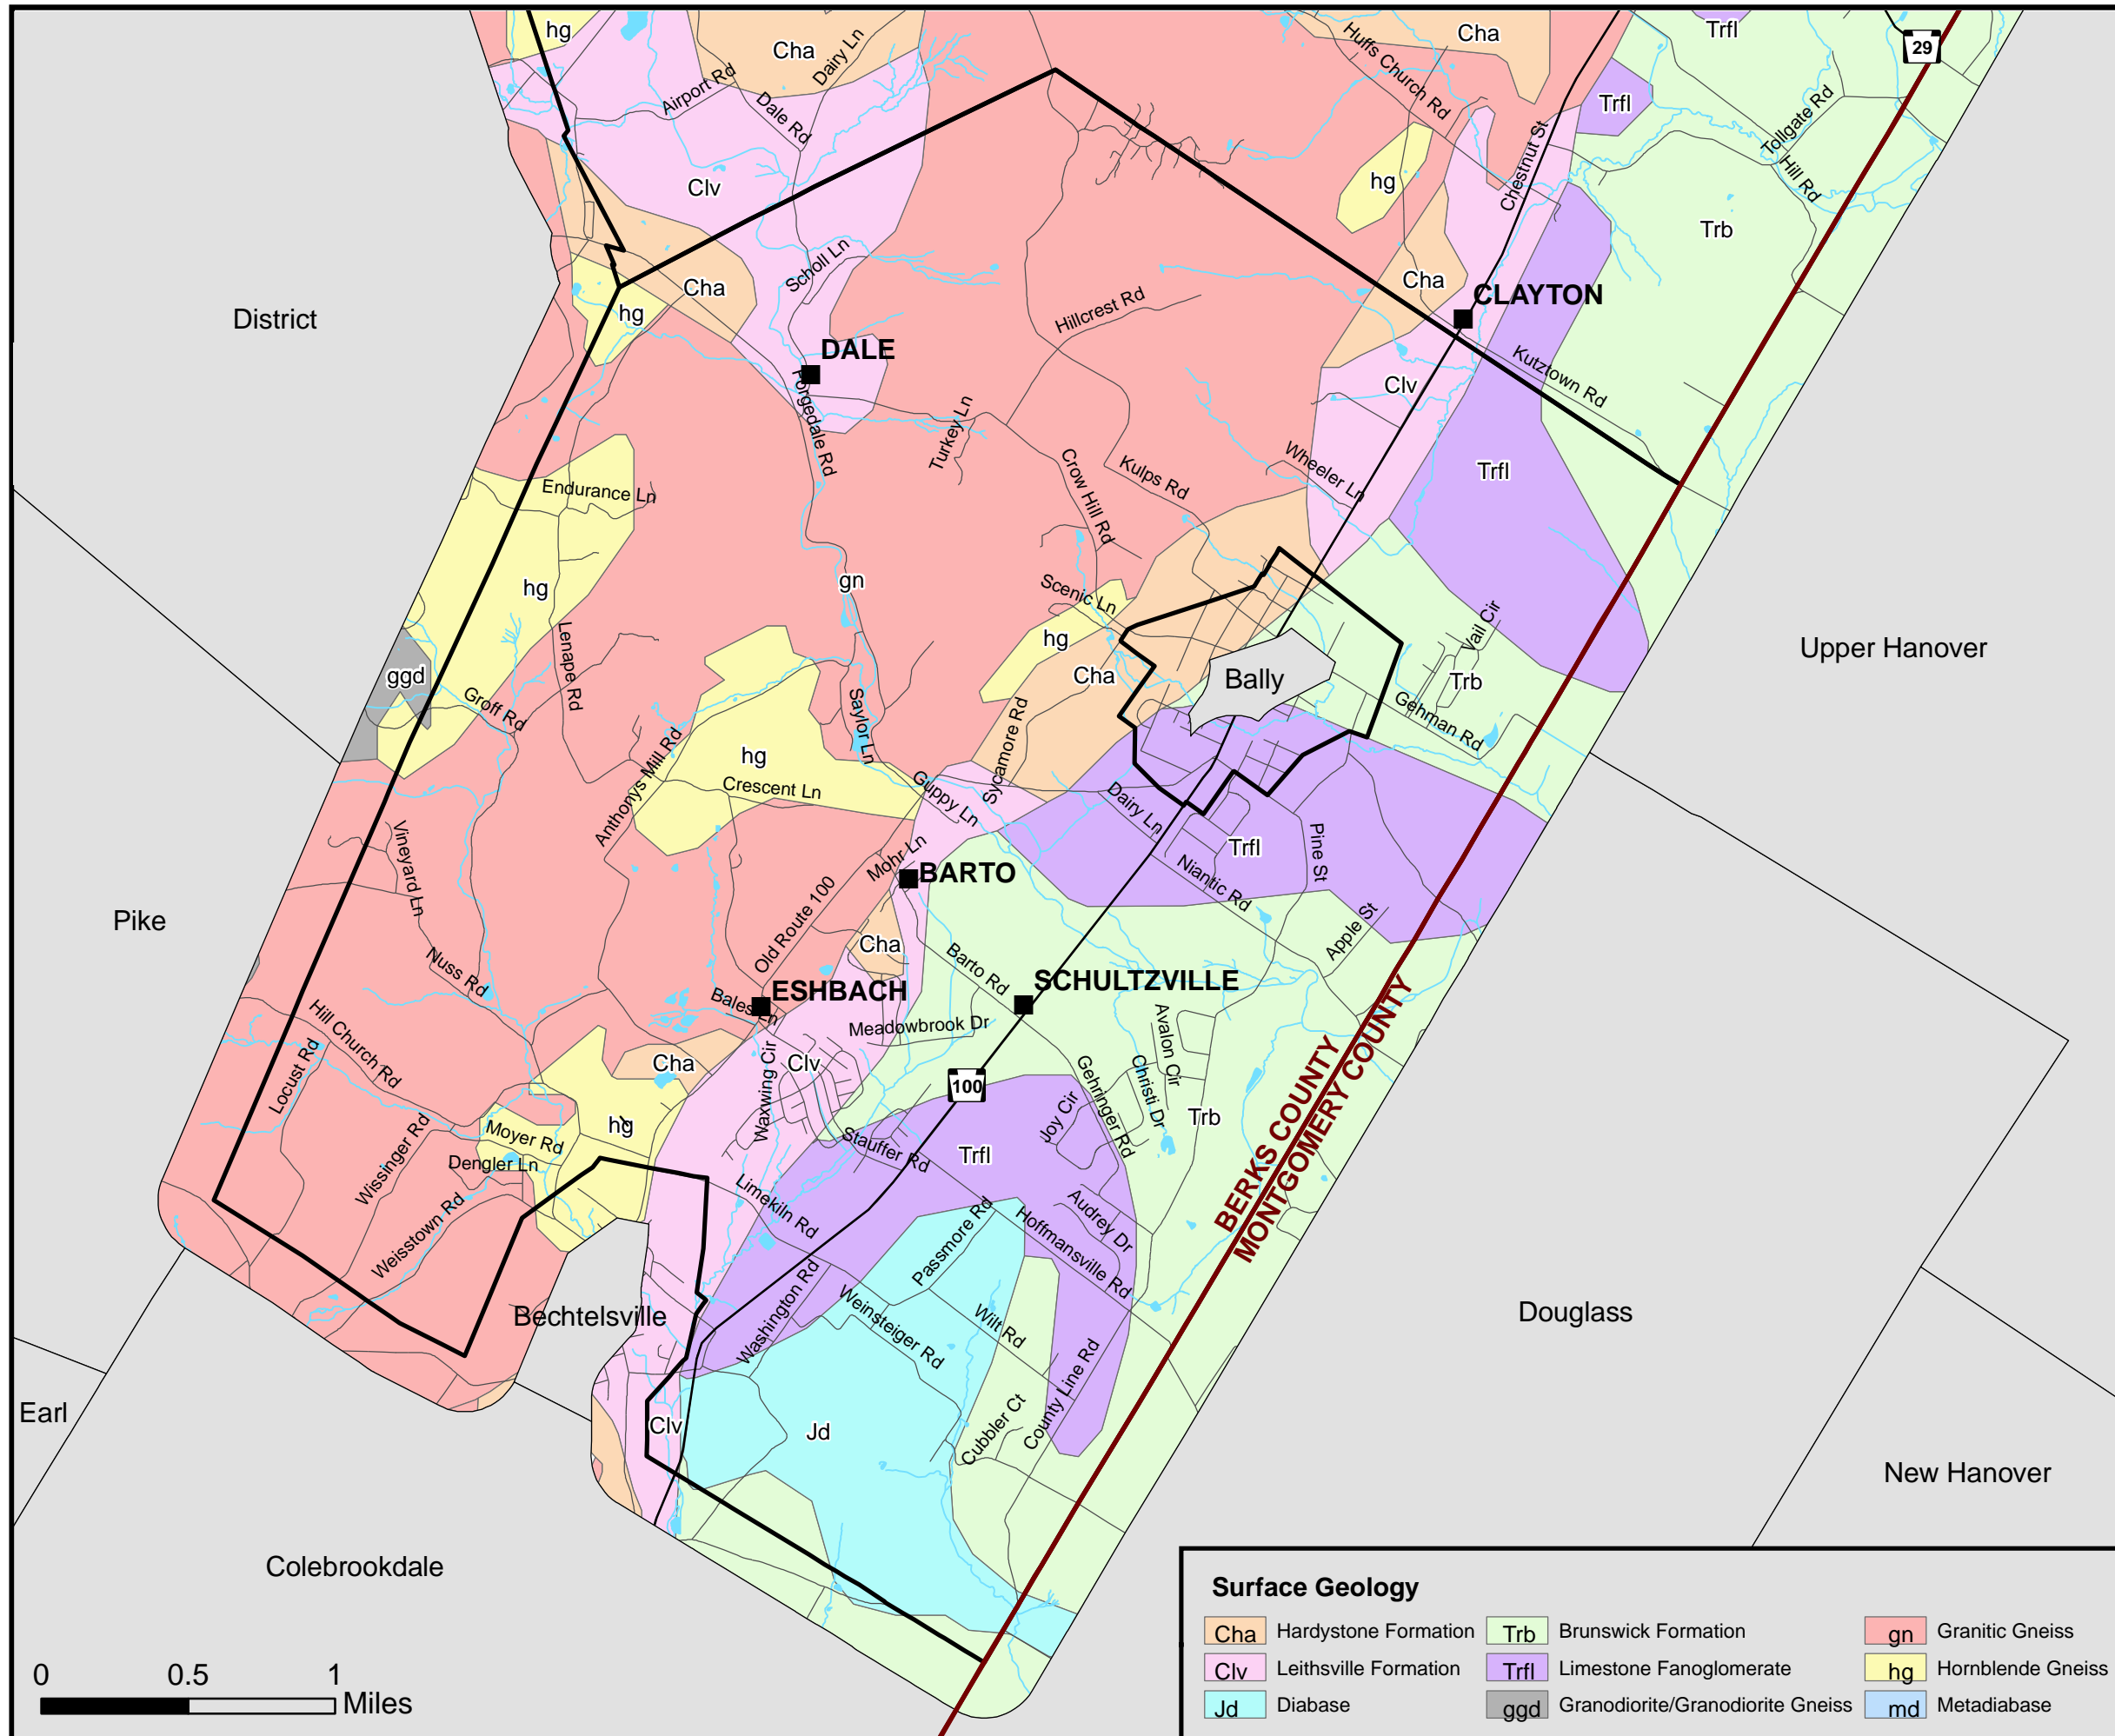 hg
Cha
Dairy Ln
Cha
Trfl
29
Huffs Church Rd
Airport Rd
Dale Rd
Trfl
Tollgate Rd
Hill Rd
Clv
hg
Chestnut St
Trb
Scholl Ln
Cha
hg
Cha
CLAYTON
District
Hillcrest Rd
DALE
Forgedale Rd
Kutztown Rd
Clv
Turkey Ln
Crow Hill Rd
Kulps Rd
Wheeler Ln
Trfl
Endurance Ln
hg
gn
Scenic Ln
hg
Vail Cir
Upper Hanover
Lenape Rd
ggd
Groff Rd
Cha
Bally
Trb
Gehman Rd
Saylor Ln
Sycamore Rd
Anthonys Mill Rd
hg
Crescent Ln
Guppy Ln
Dairy Ln
Trfl
Pine St
Vineyard Ln
Mohr Ln
BARTO
Niantic Rd
Pike
Old Route 100
Cha
Apple St
Nuss Rd
Barto Rd
SCHULTZVILLE
Bales Ln
ESHBACH
Hill Church Rd
Meadowbrook Dr
Avalon Cir
Locust Rd
Cha
Waxwing Cir
Clv
100
Gehringer Rd
Christi Dr
BERKS COUNTY
MONTGOMERY COUNTY
hg
Joy Cir
Trb
Moyer Rd
Wissinger Rd
Dengler Ln
Stauffer Rd
Trfl
Weisstown Rd
Limekiln Rd
Passmore Rd
Hoffmansville Rd
Audrey Dr
Bechtelsville
Washington Rd
Weinsteiger Rd
Wilt Rd
Douglass
County Line Rd
Earl
Clv
Jd
Cubbler Ct
New Hanover
Colebrookdale
Surface Geology
Cha Hardystone Formation
Trb Brunswick Formation
gn Granitic Gneiss
Clv Leithsville Formation
Trfl Limestone Fanoglomerate
hg Hornblende Gneiss
Jd Diabase
ggd Granodiorite/Granodiorite Gneiss
md Metadiabase
0 0.5 1
Miles